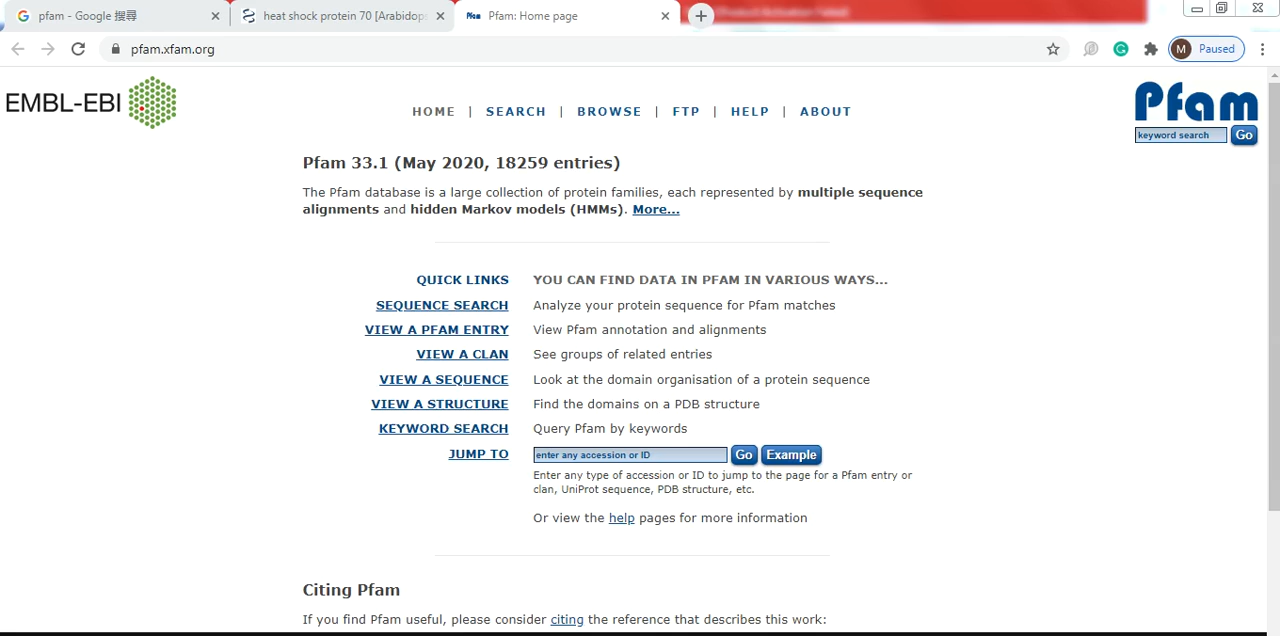 pfam - Google 搜尋
heat shock protein 70 [Arabidops
Pfam: Home page
pfam.xfam.org
M Paused
EMBL-EBI
HOME | SEARCH | BROWSE | FTP | HELP | ABOUT
Pfam
keyword search Go
Pfam 33.1 (May 2020, 18259 entries)
The Pfam database is a large collection of protein families, each represented by multiple sequence
alignments and hidden Markov models (HMMs). More...
QUICK LINKS YOU CAN FIND DATA IN PFAM IN VARIOUS WAYS...
SEQUENCE SEARCH Analyze your protein sequence for Pfam matches
VIEW A PFAM ENTRY View Pfam annotation and alignments
VIEW A CLAN See groups of related entries
VIEW A SEQUENCE Look at the domain organisation of a protein sequence
VIEW A STRUCTURE Find the domains on a PDB structure
KEYWORD SEARCH Query Pfam by keywords
JUMP TO enter any accession or ID Go Example
Enter any type of accession or ID to jump to the page for a Pfam entry or
clan, UniProt sequence, PDB structure, etc.
Or view the help pages for more information
Citing Pfam
If you find Pfam useful, please consider citing the reference that describes this work: